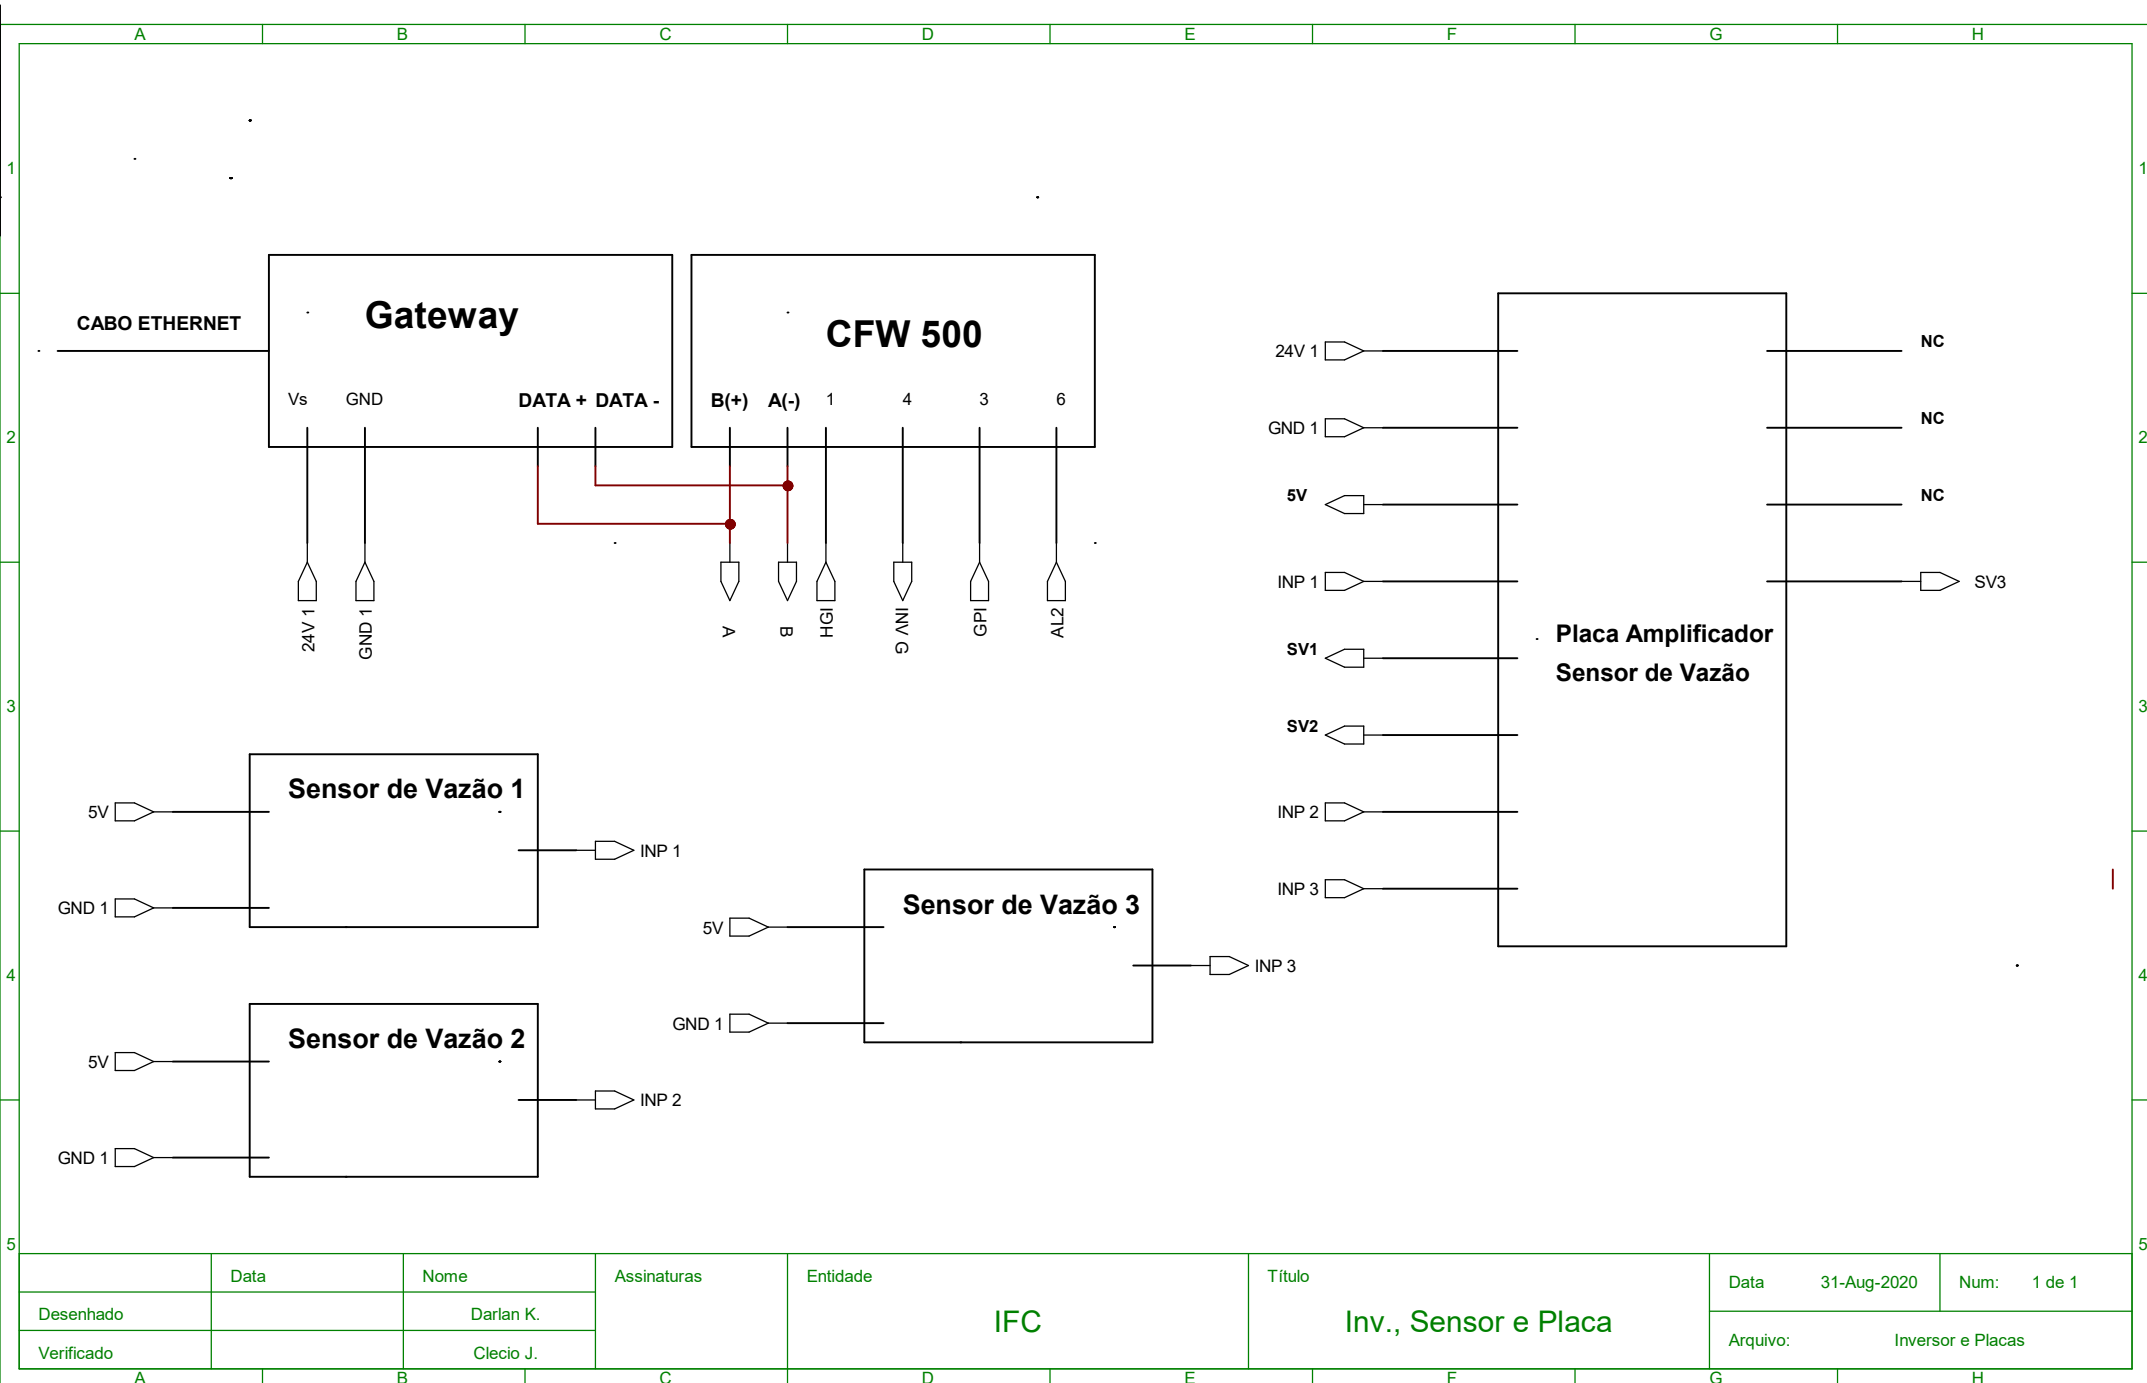 A B C D E F G H
1 1
CABO ETHERNET
Gateway
CFW 500
Vs GND DATA + DATA -
B(+) A(-) 1 4 3 6
2 2
24V 1
GND 1
A
B
HGI
INV G
GPI
AL2
24V 1
GND 1
5V
INP 1
SV1
SV2
INP 2
INP 3
NC
NC
NC
SV3
Placa Amplificador
Sensor de Vazão
3 3
Sensor de Vazão 1
5V
GND 1
INP 1
Sensor de Vazão 3
5V
GND 1
INP 3
4 4
Sensor de Vazão 2
5V
GND 1
INP 2
5 5
Data Nome Assinaturas
Desenhado Darlan K.
Verificado Clecio J.
Entidade
IFC
Título
Inv., Sensor e Placa
Data 31-Aug-2020 Num: 1 de 1
Arquivo: Inversor e Placas
A B C D E F G H